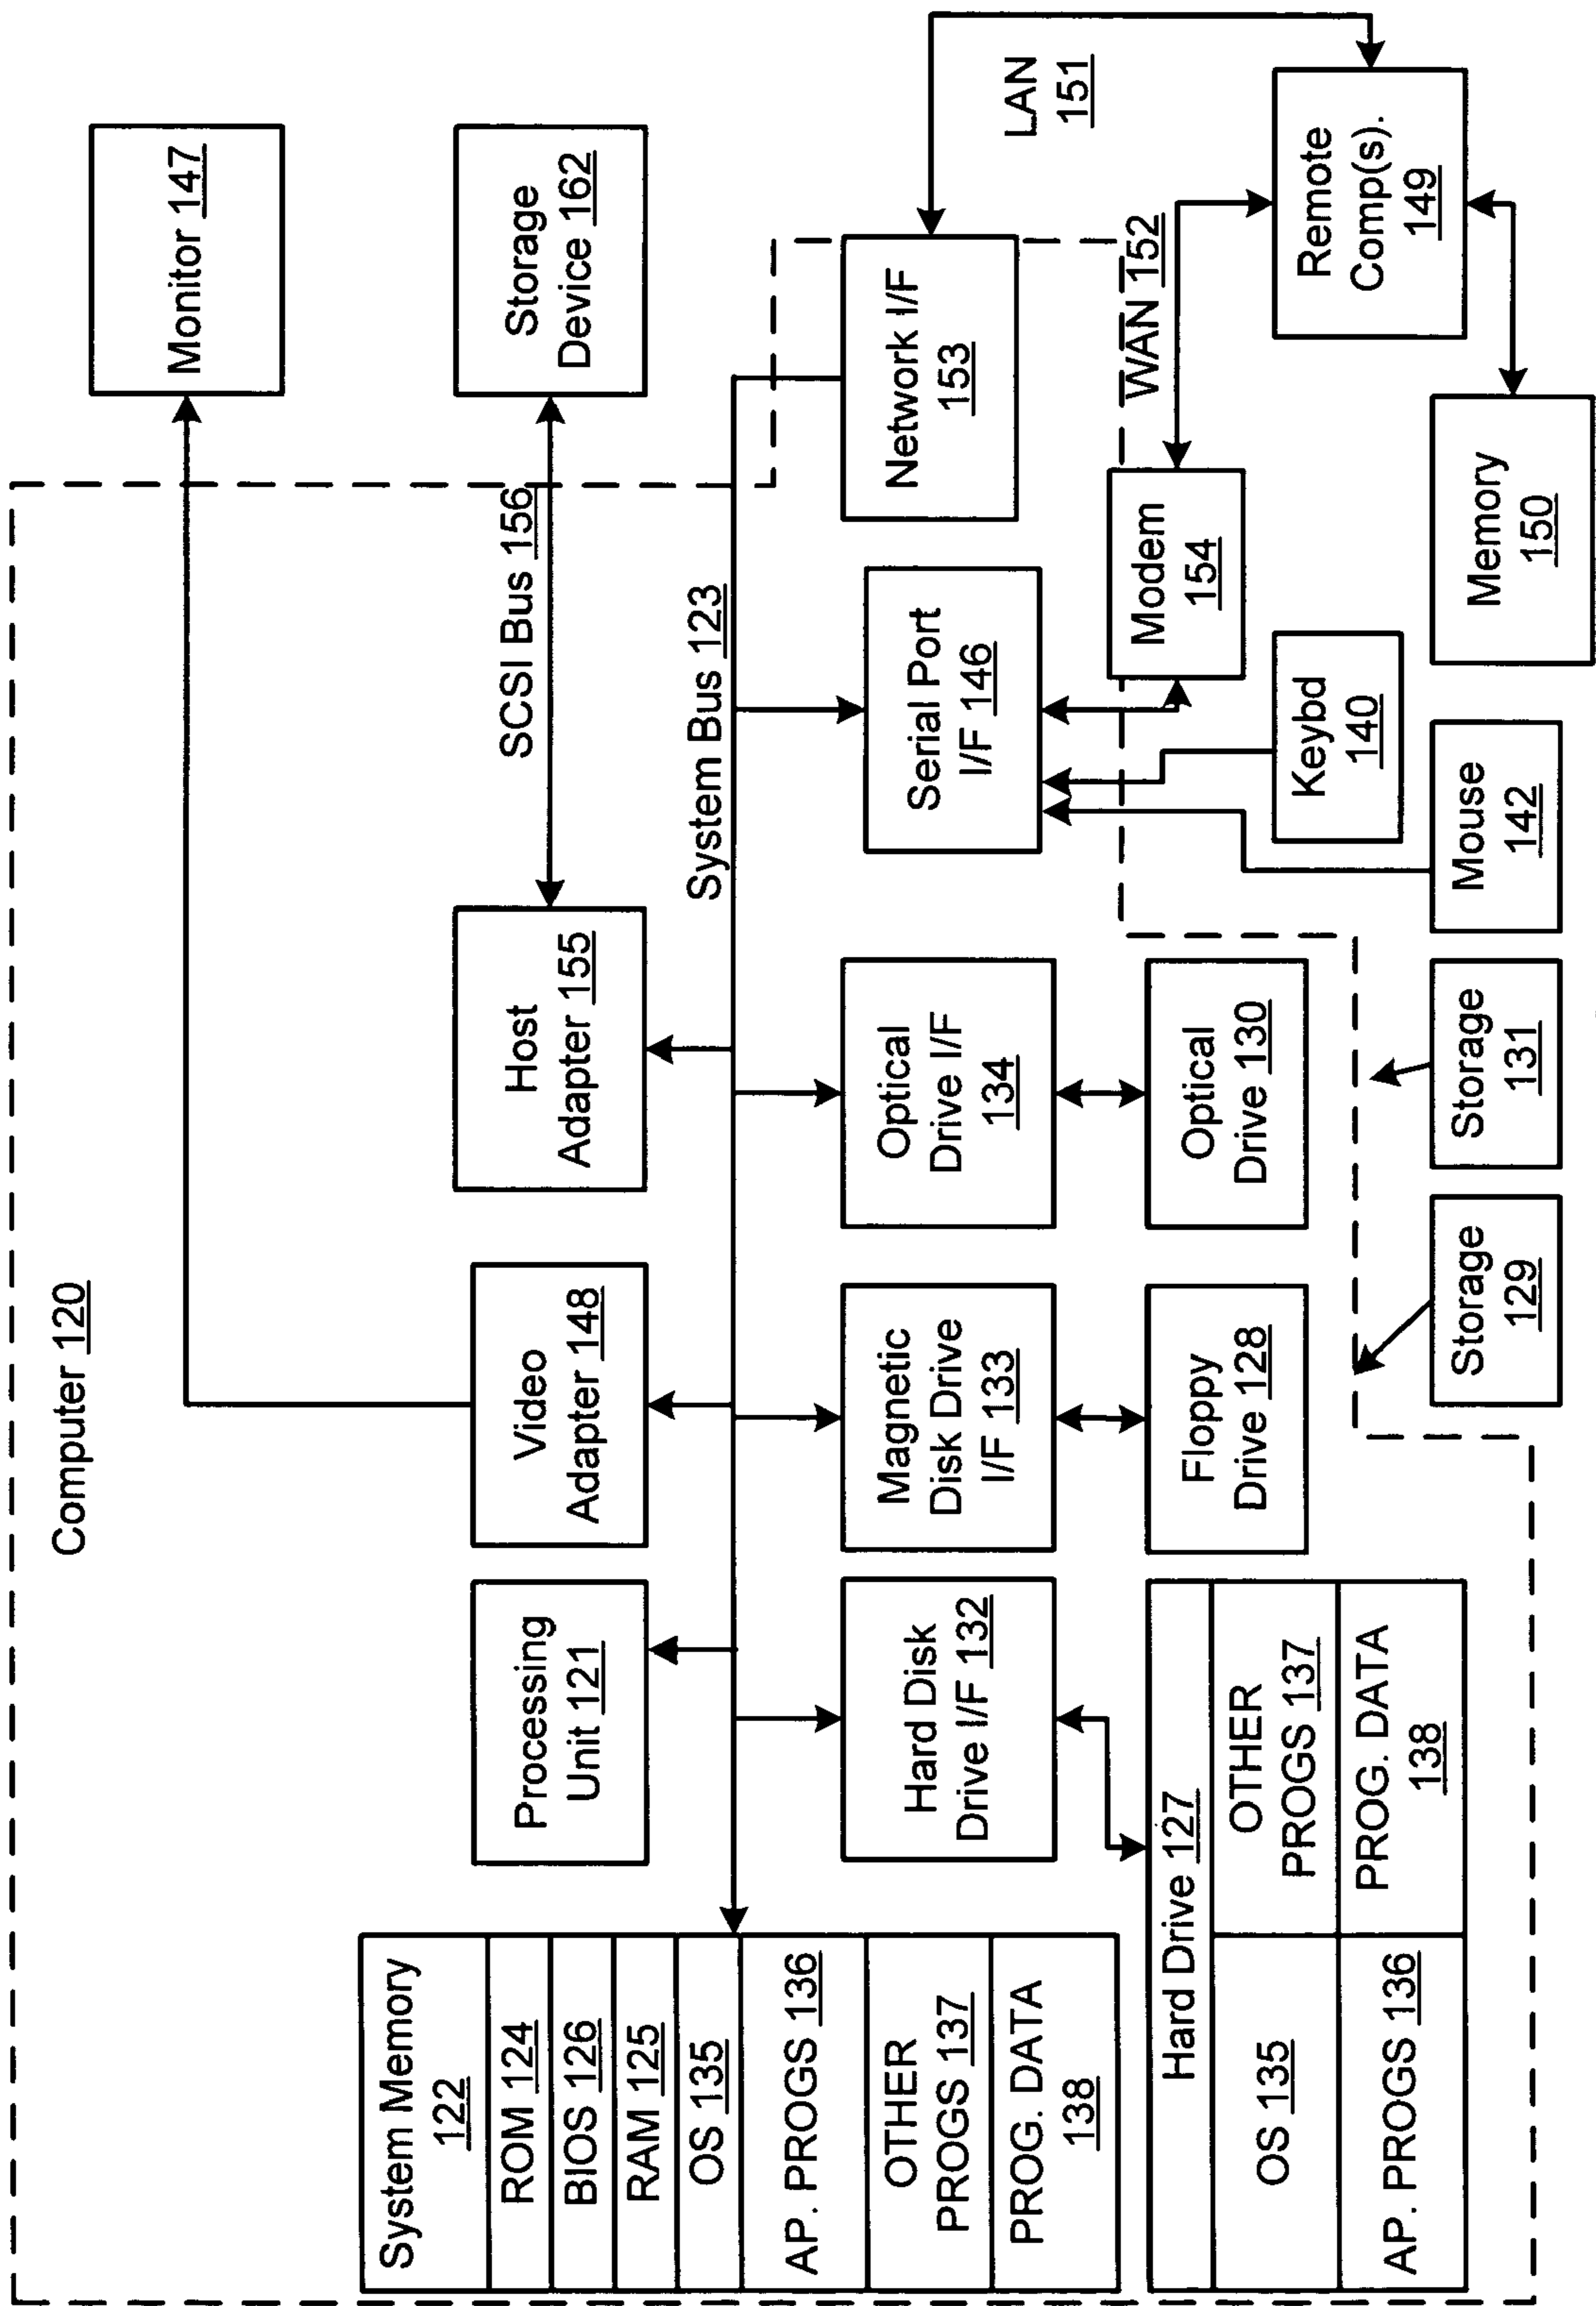 Computer 120
Monitor 147
System Memory
122
ROM 124
BIOS 126
RAM 125
OS 135
AP. PROGS 136
OTHER
PROGS 137
PROG. DATA
138
Processing
Unit 121
Video
Adapter 148
Host
Adapter 155
SCSI Bus 156
Storage
Device 162
System Bus 123
Hard Disk
Drive I/F 132
Magnetic
Disk Drive
I/F 133
Optical
Drive I/F
134
Serial Port
I/F 146
Network I/F
153
LAN
151
Hard Drive 127
OS 135
OTHER
PROGS 137
AP. PROGS 136
PROG. DATA
138
Floppy
Drive 128
Optical
Drive 130
Modem
154
WAN 152
Remote
Comp(s).
149
Storage
129
Storage
131
Mouse
142
Keybd
140
Memory
150